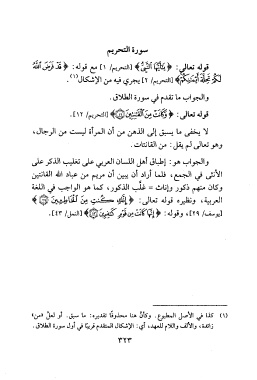 سورة التحريم
قوله تعالى: ﴿يَٰٓأَيُّهَا ٱلنَّبِيُّ﴾ [التحريم/ ١] مع قوله: ﴿قَدۡ فَرَضَ ٱللَّهُ
لَكُمۡ تَحِلَّةَ أَيۡمَٰنِكُمۡ﴾ [التحريم/ ٢] يجري فيه من الإشكال(١).
والجواب ما تقدم في سورة الطلاق.
قوله تعالى: ﴿وَكَانَتۡ مِنَ ٱلۡقَٰنِتِينَ ١٢﴾ [التحريم/ ١٢].
لا يخفى ما يسبق إلى الذهن من أن المرأة ليست من الرجال،
وهو تعالى لم يقل: من القانتات.
والجواب هو: إطباق أهل اللسان العربي على تغليب الذكر على
الأنثى في الجمع، فلما أراد أن يبين أن مريم من عباد الله القانتين
وكان منهم ذكور وإناث = غلَّب الذكور، كما هو الواجب في اللغة
العربية، ونظيره قوله تعالى: ﴿إِنَّكِ كُنتِ مِنَ ٱلۡخَاطِـِٔينَ ٢٩﴾
[يوسف/ ٢٩]، وقوله: ﴿إِنَّهَا كَانَتۡ مِن قَوۡمٖ كَٰفِرِينَ ٤٣﴾ [النمل/ ٤٣].
(١) كذا في الأصل المطبوع. وكأنَّ هنا محذوفًا تقديره: ما سبق. أو لعلَّ «من»
زائدة، والألف واللام للعهد، أي: الإشكال المتقدم قريبًا في أول سورة الطلاق.
٣٢٣